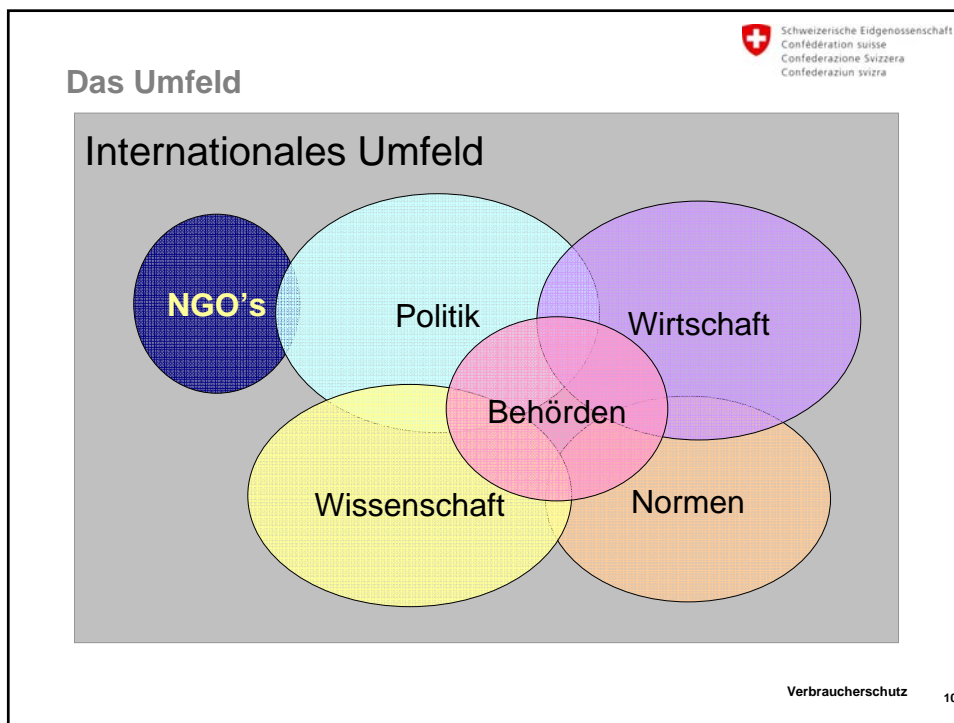 Schweizerische Eidgenossenschaft
Confédération suisse
Confederazione Svizzera
Confederaziun svizra
Das Umfeld
Internationales Umfeld
NGO's
Politik
Wirtschaft
Behörden
Wissenschaft
Normen
Verbraucherschutz 10